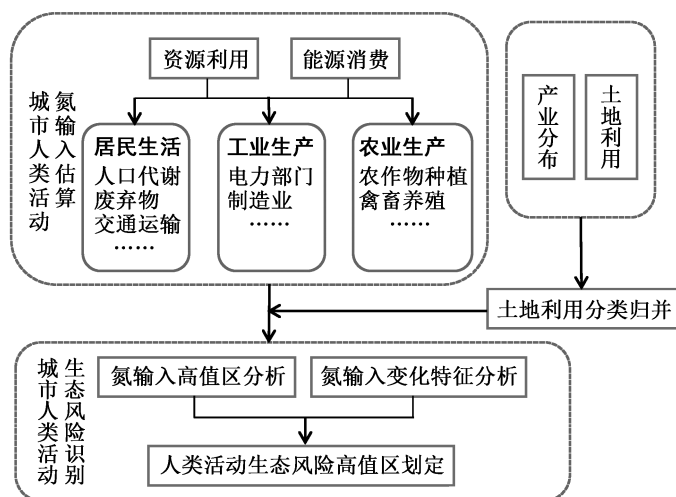 资源利用
能源消费
城市人类活动
氮输入估算
居民生活
人口代谢
废弃物
交通运输
……
工业生产
电力部门
制造业
……
农业生产
农作物种植
禽畜养殖
……
产业分布
土地利用
土地利用分类归并
城市人类活动
生态风险识别
氮输入高值区分析
氮输入变化特征分析
人类活动生态风险高值区划定